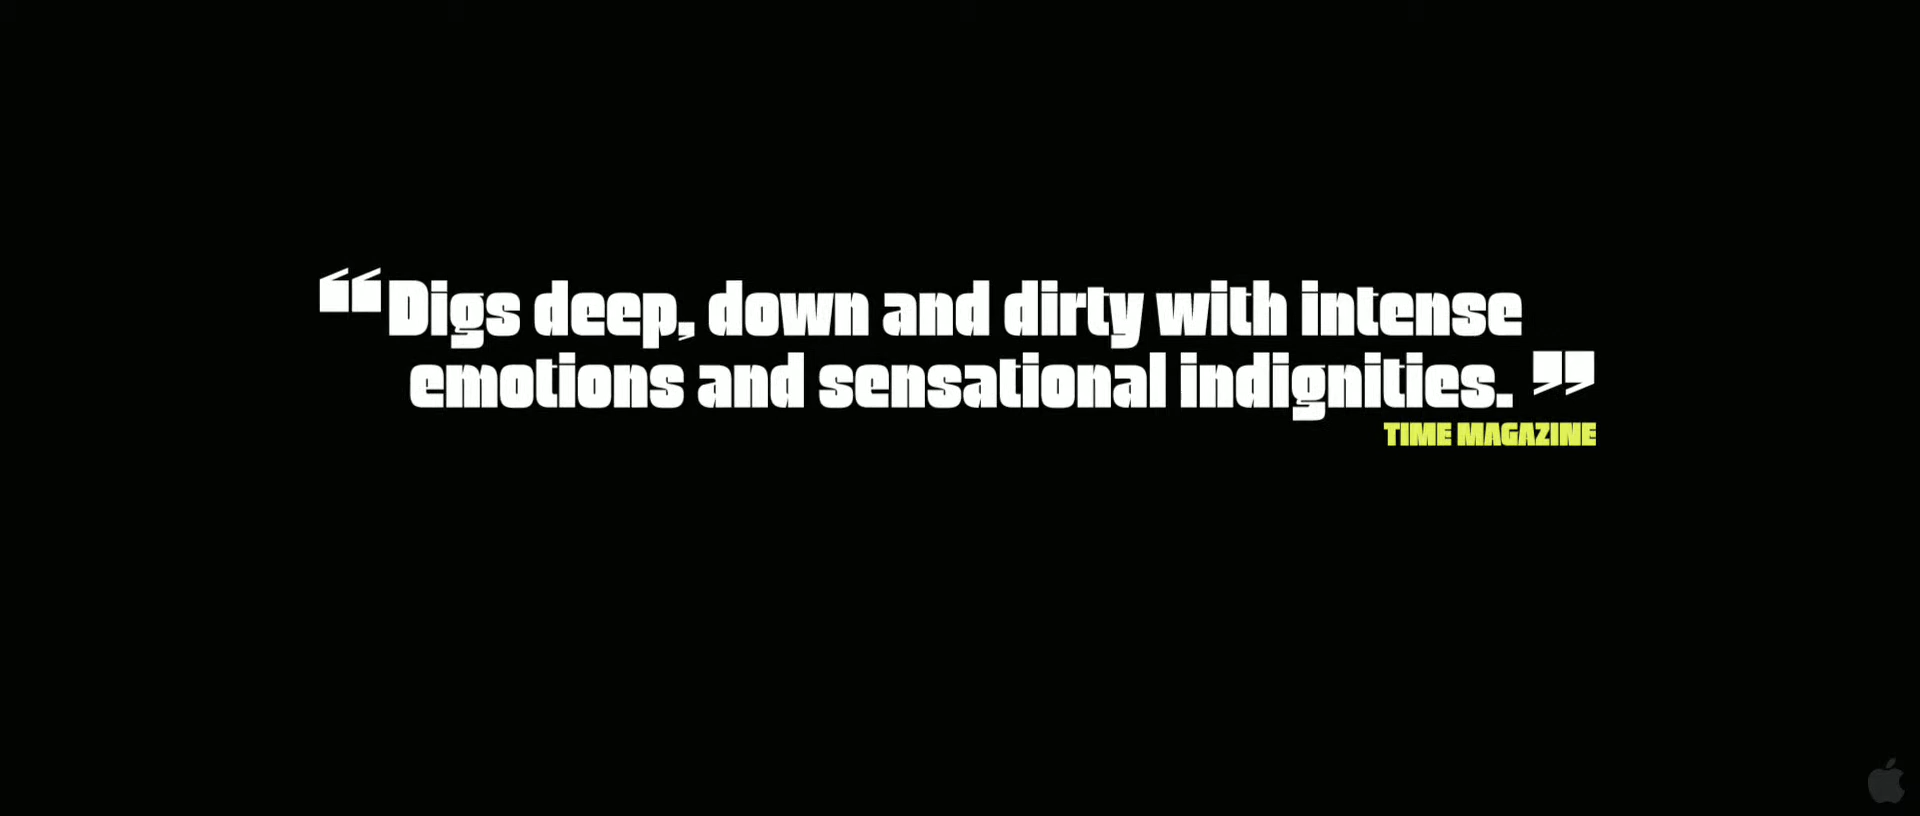 “Digs deep, down and dirty with intense
emotions and sensational indignities.”
TIME MAGAZINE